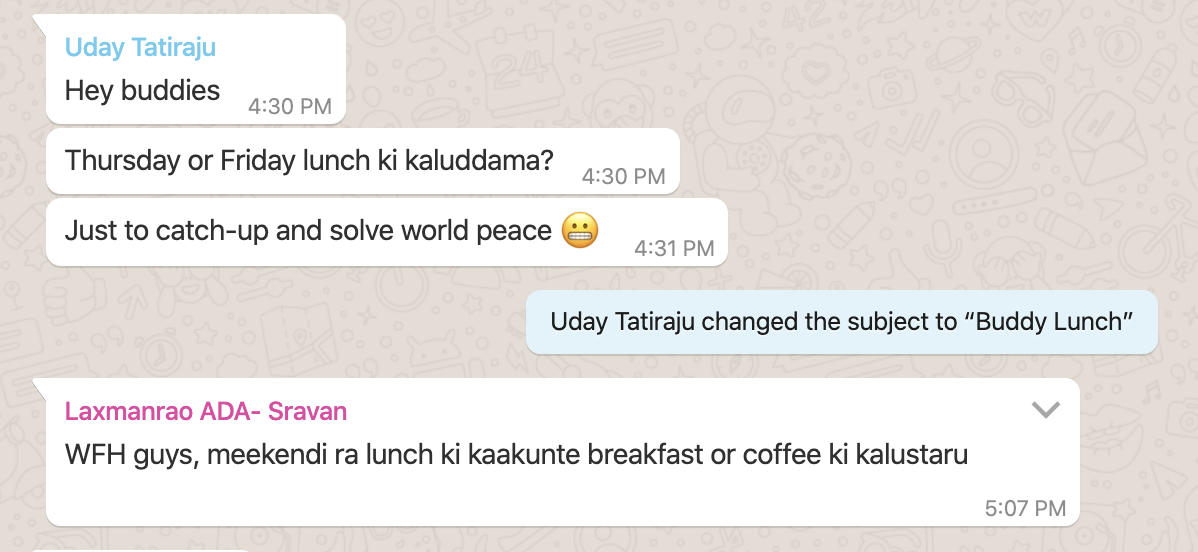 Uday Tatiraju
Hey buddies
4:30 PM
Thursday or Friday lunch ki kaluddama?
4:30 PM
Just to catch-up and solve world peace 😬
4:31 PM
Uday Tatiraju changed the subject to “Buddy Lunch”
Laxmanrao ADA- Sravan
WFH guys, meekendi ra lunch ki kaakunte breakfast or coffee ki kalustaru
5:07 PM